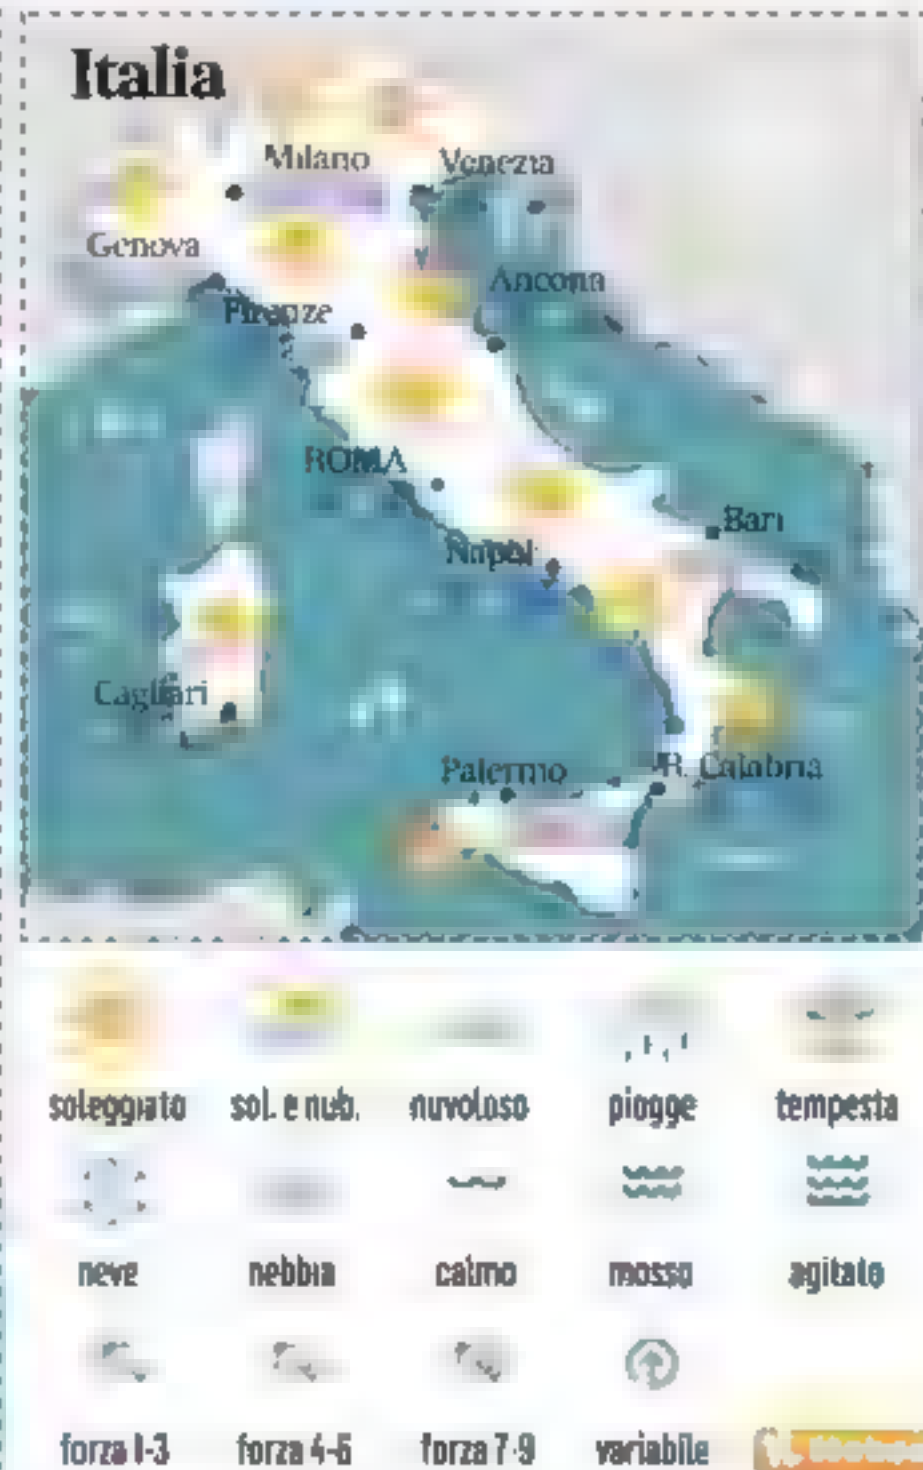 Italia
Milano
Venezia
Genova
Ancona
Firenze
ROMA
Bari
Napoli
Cagliari
Palermo
R. Calabria
soleggiato sol. e nub. nuvoloso piogge tempesta
neve nebbia calmo mosso agitato
forza 1-3 forza 4-6 forza 7-9 variabile